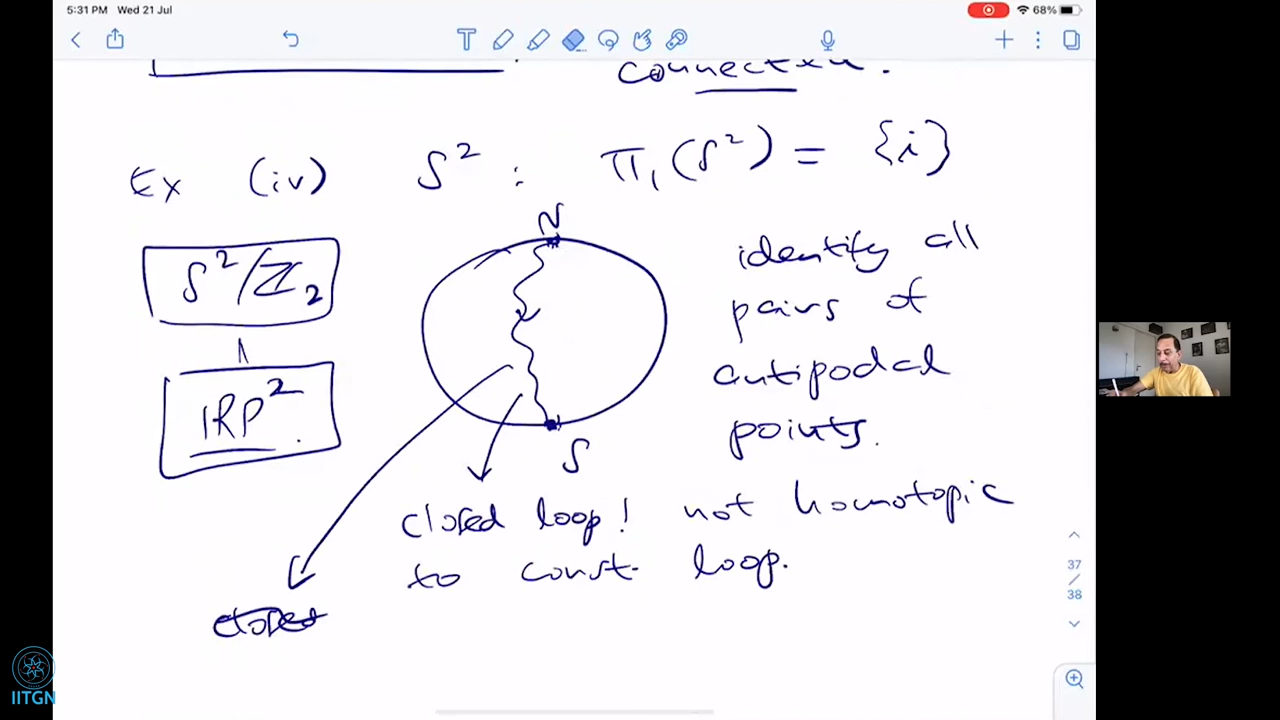 5:31 PM Wed 21 Jul
68%
connected.
Ex (iv) S² : π₁(S²) = {i}
N
S²/ℤ₂
identify all
pairs of
antipodal
points.
ℝP²
S
closed loop! not homotopic
to const. loop.
closed
37
/
38
IITGN